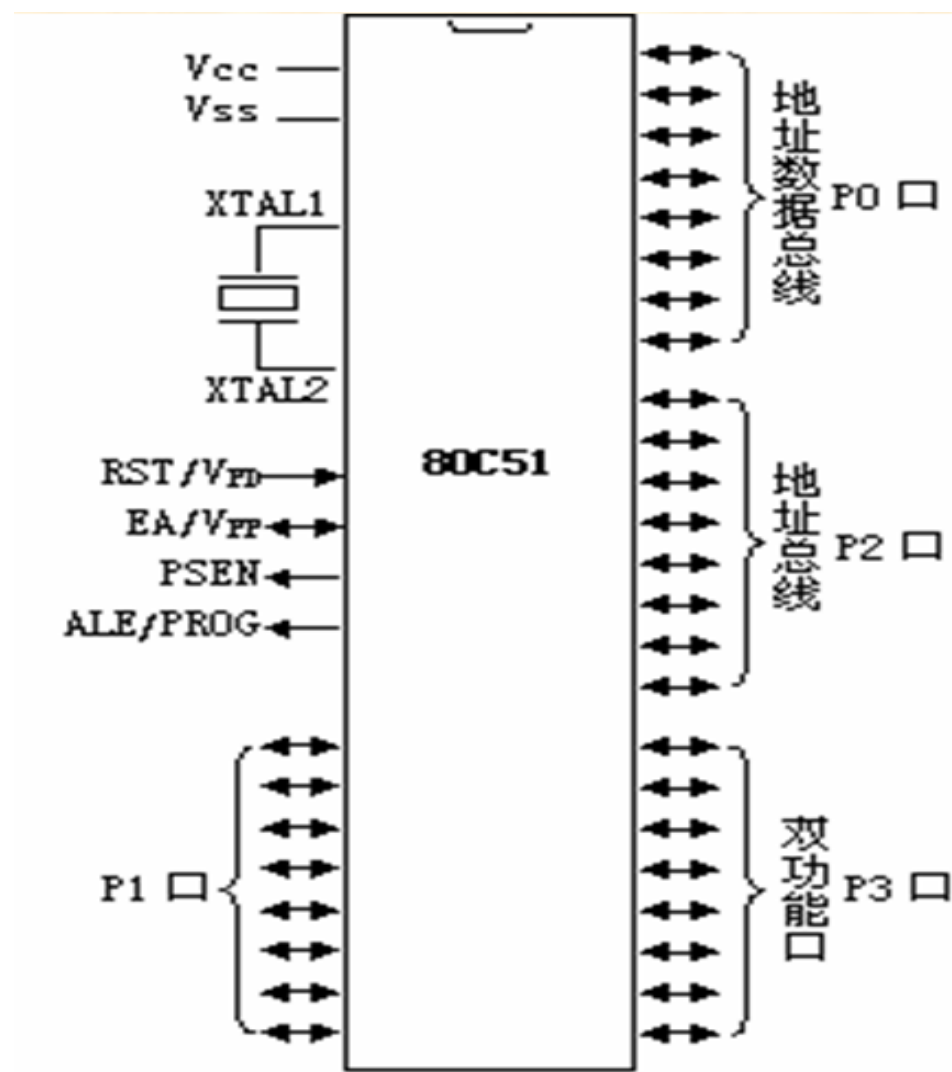 Vcc
Vss
XTAL1
XTAL2
RST/VPD
EA/VPP
PSEN
ALE/PROG
P1 口
80C51
地址数据总线
P0 口
地址总线
P2 口
双功能口
P3 口